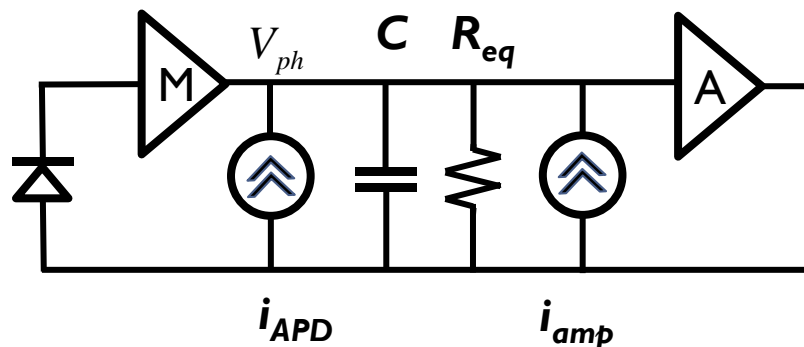 M
V_ph
C
R_eq
A
i_APD
i_amp